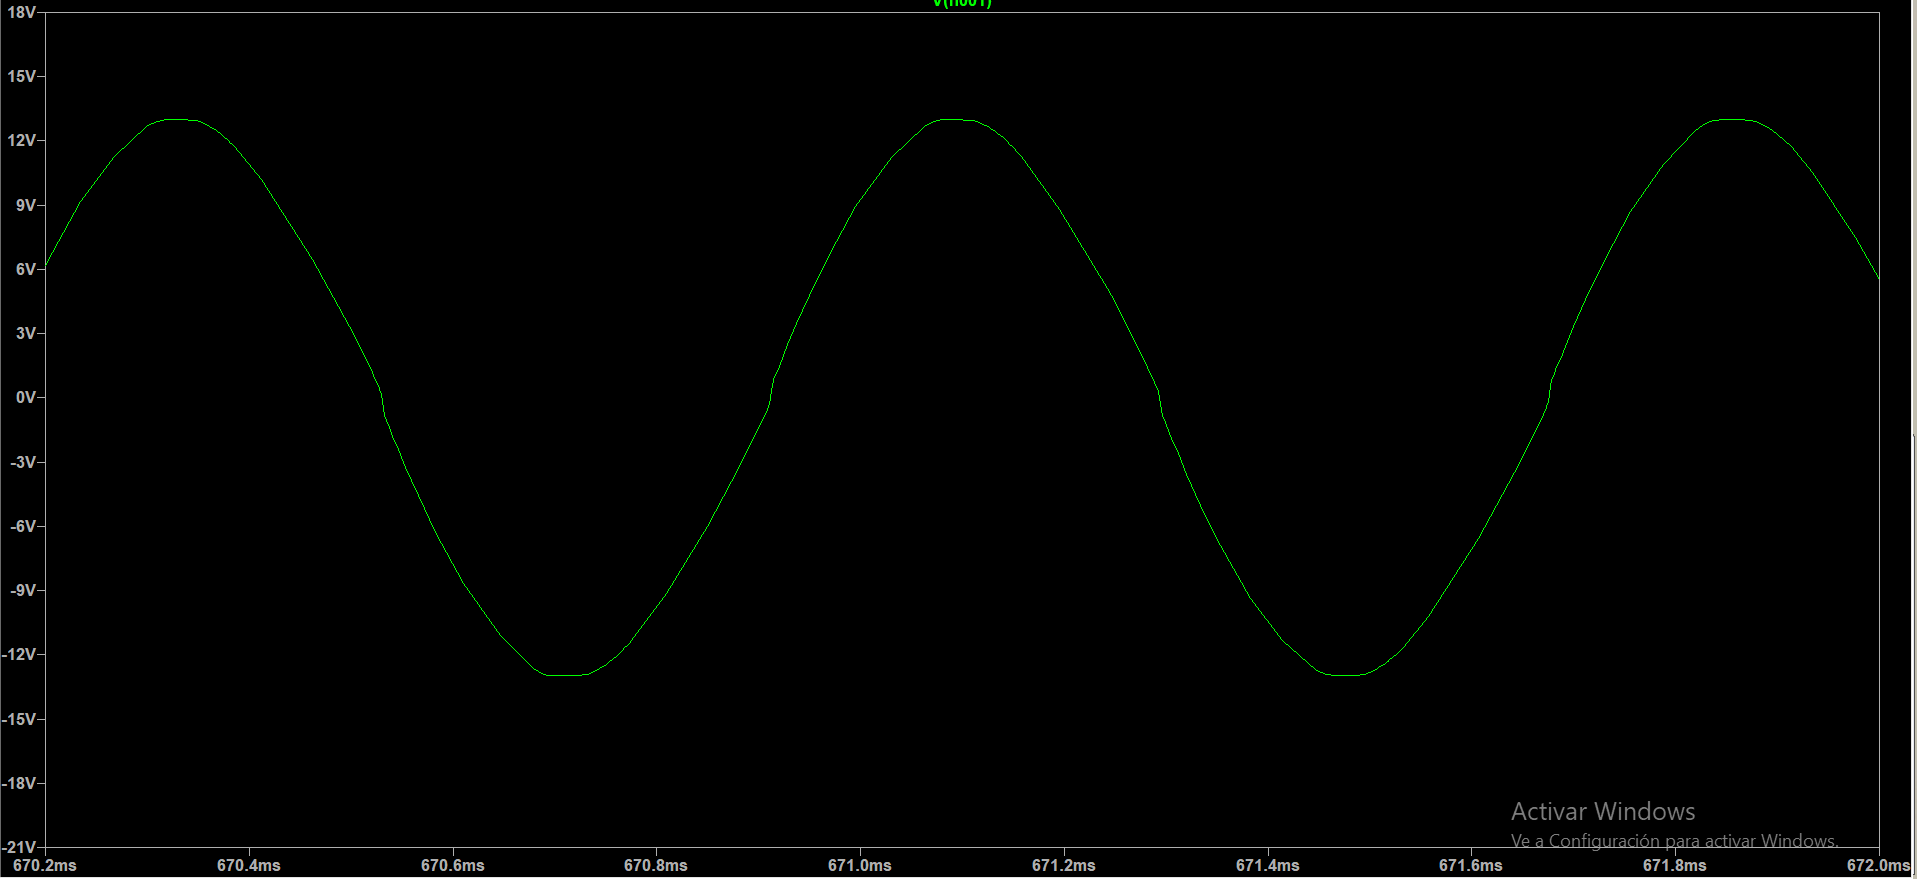 V(n001)
18V
15V
12V
9V
6V
3V
0V
-3V
-6V
-9V
-12V
-15V
-18V
-21V
670.2ms 670.4ms 670.6ms 670.8ms 671.0ms 671.2ms 671.4ms 671.6ms 671.8ms 672.0ms
Activar Windows
Ve a Configuración para activar Windows.